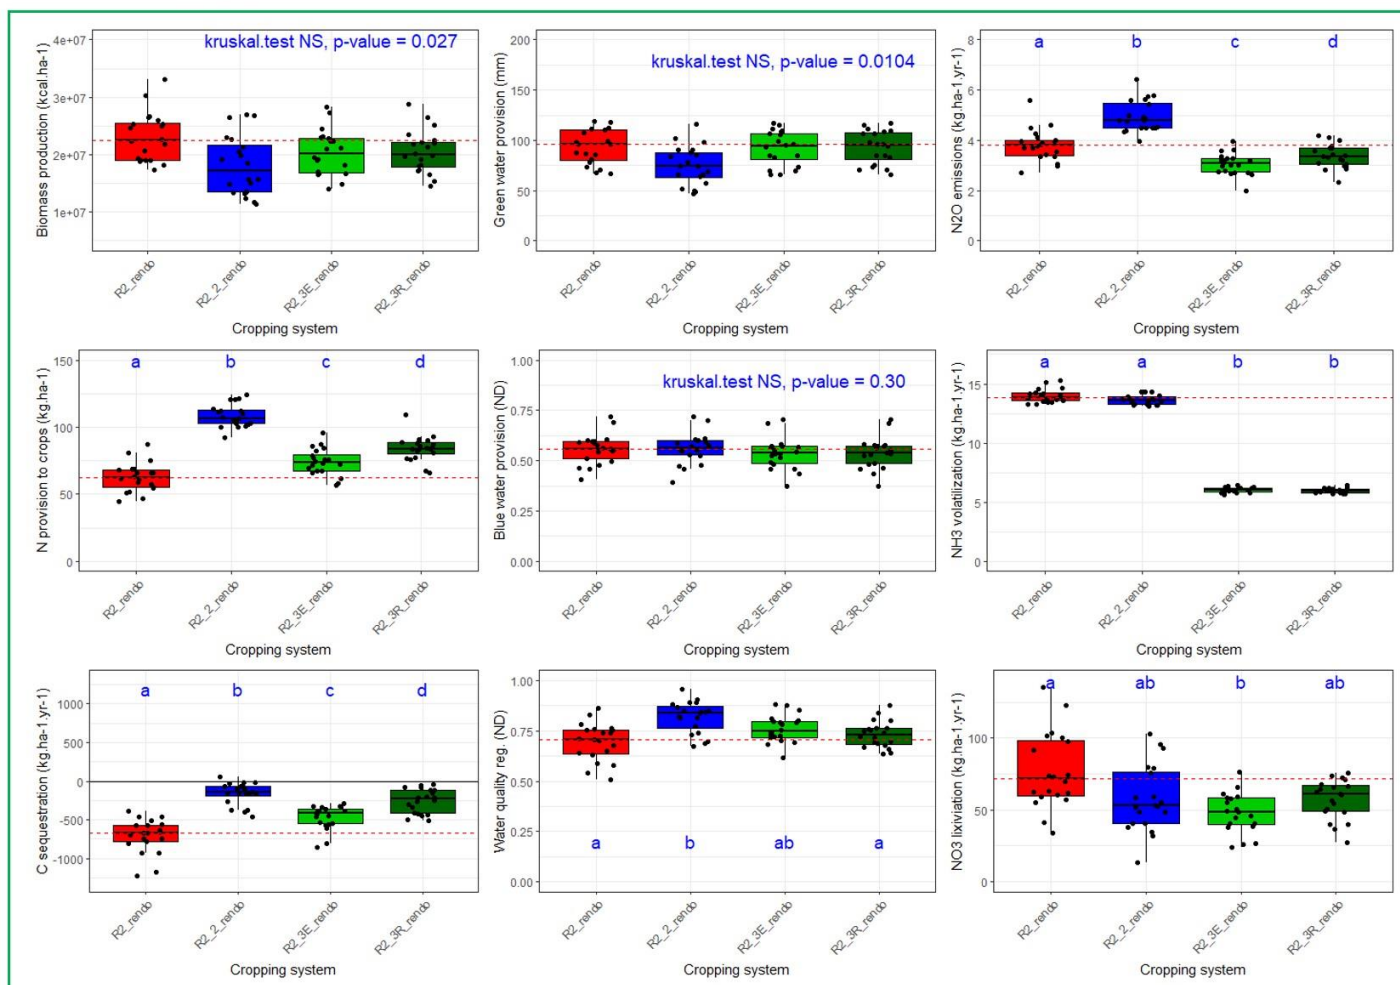 kruskal.test NS, p-value = 0.027
Biomass production (kcal.ha-1)
4e+07
3e+07
2e+07
1e+07
R2_rendo
R2_2_rendo
R2_3E_rendo
R2_3R_rendo
Cropping system
kruskal.test NS, p-value = 0.0104
Green water provision (mm)
200
150
100
50
0
R2_rendo
R2_2_rendo
R2_3E_rendo
R2_3R_rendo
Cropping system
a b c d
N2O emissions (kg.ha-1.yr-1)
8
6
4
2
0
R2_rendo
R2_2_rendo
R2_3E_rendo
R2_3R_rendo
Cropping system
a b c d
N provision to crops (kg.ha-1)
150
100
50
0
R2_rendo
R2_2_rendo
R2_3E_rendo
R2_3R_rendo
Cropping system
kruskal.test NS, p-value = 0.30
Blue water provision (ND)
1.00
0.75
0.50
0.25
0.00
R2_rendo
R2_2_rendo
R2_3E_rendo
R2_3R_rendo
Cropping system
a a b b
NH3 volatilization (kg.ha-1.yr-1)
15
10
5
0
R2_rendo
R2_2_rendo
R2_3E_rendo
R2_3R_rendo
Cropping system
a b c d
C sequestration (kg.ha-1.yr-1)
1000
500
0
-500
-1000
R2_rendo
R2_2_rendo
R2_3E_rendo
R2_3R_rendo
Cropping system
Water quality reg. (ND)
1.00
0.75
0.50
0.25
0.00
a b ab a
R2_rendo
R2_2_rendo
R2_3E_rendo
R2_3R_rendo
Cropping system
a ab b ab
NO3 lixiviation (kg.ha-1.yr-1)
100
50
0
R2_rendo
R2_2_rendo
R2_3E_rendo
R2_3R_rendo
Cropping system